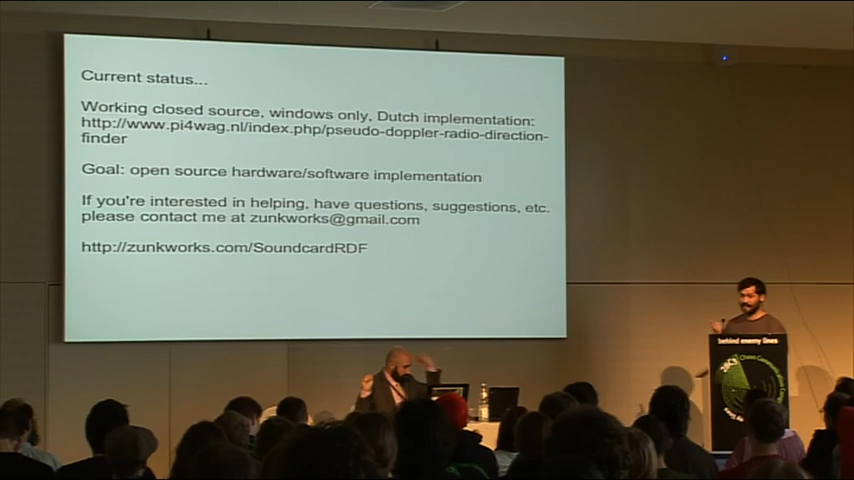 Current status...
Working closed source, windows only, Dutch implementation:
http://www.pi4wag.nl/index.php/pseudo-doppler-radio-direction-
finder
Goal: open source hardware/software implementation
If you're interested in helping, have questions, suggestions, etc.
please contact me at zunkworks@gmail.com
http://zunkworks.com/SoundcardRDF
behind enemy lines
29C3